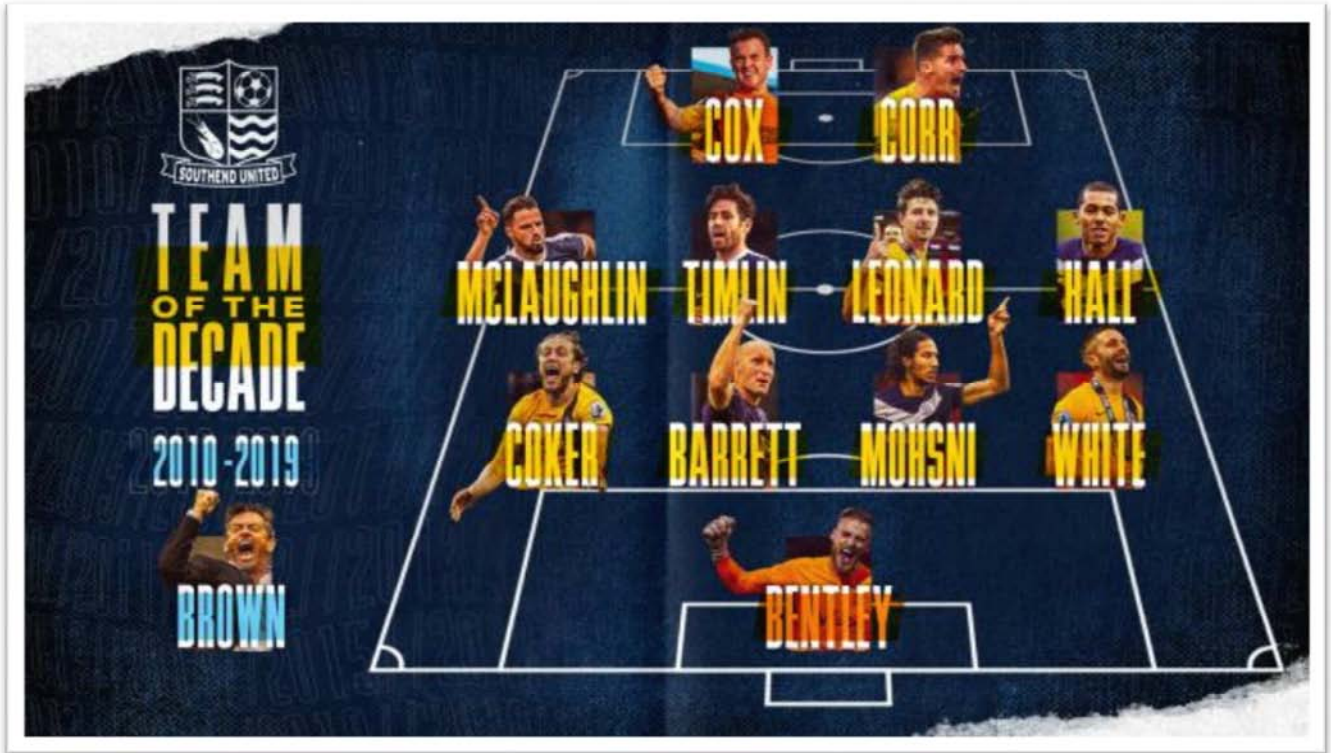 SOUTHEND UNITED
TEAM
OF THE
DECADE
2010-2019
BROWN
COX CORR
MCLAUGHLIN TIMLIN LEONARD HALL
COKER BARRETT MOHSNI WHITE
BENTLEY